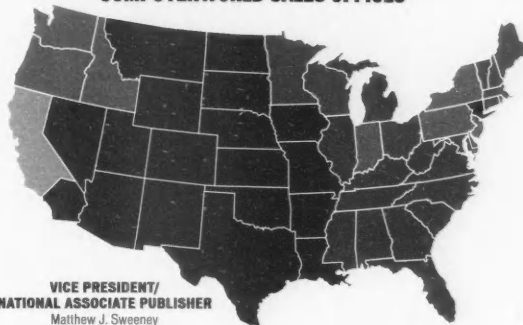 VICE PRESIDENT/
NATIONAL ASSOCIATE PUBLISHER
Matthew J. Sweeney